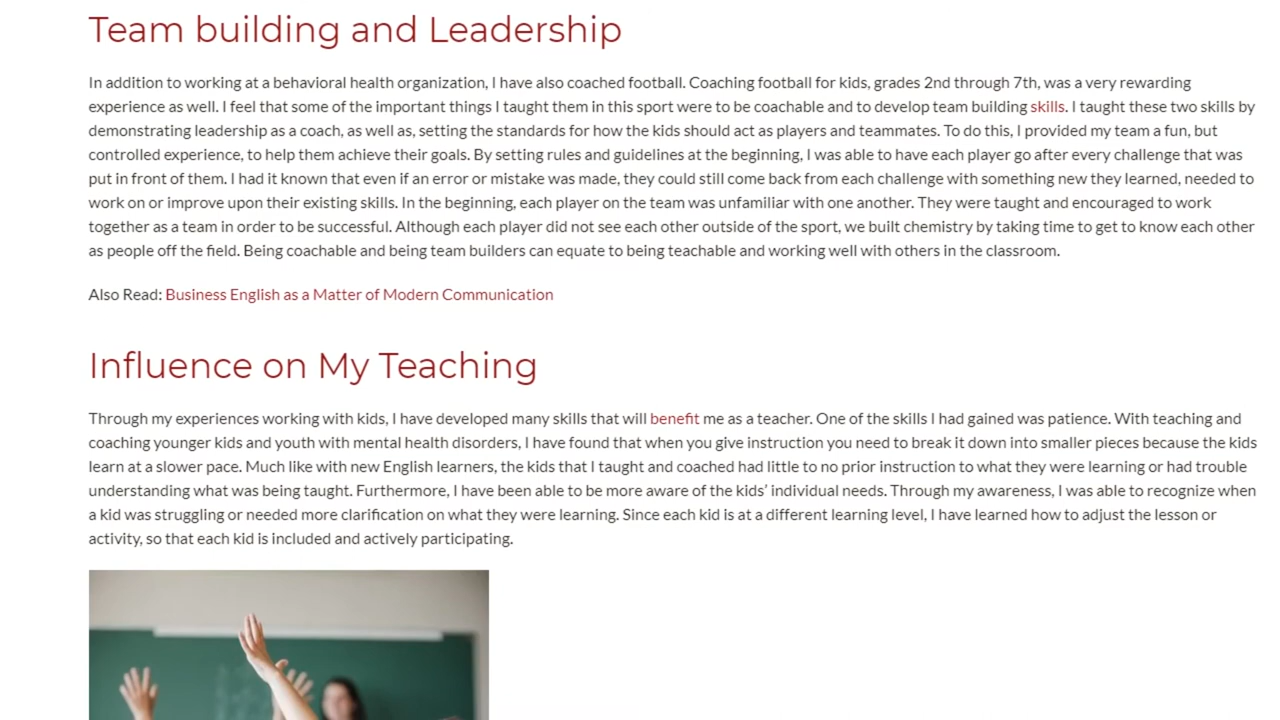 Team building and Leadership
In addition to working at a behavioral health organization, I have also coached football. Coaching football for kids, grades 2nd through 7th, was a very rewarding
experience as well. I feel that some of the important things I taught them in this sport were to be coachable and to develop team building skills. I taught these two skills by
demonstrating leadership as a coach, as well as, setting the standards for how the kids should act as players and teammates. To do this, I provided my team a fun, but
controlled experience, to help them achieve their goals. By setting rules and guidelines at the beginning, I was able to have each player go after every challenge that was
put in front of them. I had it known that even if an error or mistake was made, they could still come back from each challenge with something new they learned, needed to
work on or improve upon their existing skills. In the beginning, each player on the team was unfamiliar with one another. They were taught and encouraged to work
together as a team in order to be successful. Although each player did not see each other outside of the sport, we built chemistry by taking time to get to know each other
as people off the field. Being coachable and being team builders can equate to being teachable and working well with others in the classroom.
Also Read: Business English as a Matter of Modern Communication
Influence on My Teaching
Through my experiences working with kids, I have developed many skills that will benefit me as a teacher. One of the skills I had gained was patience. With teaching and
coaching younger kids and youth with mental health disorders, I have found that when you give instruction you need to break it down into smaller pieces because the kids
learn at a slower pace. Much like with new English learners, the kids that I taught and coached had little to no prior instruction to what they were learning or had trouble
understanding what was being taught. Furthermore, I have been able to be more aware of the kids’ individual needs. Through my awareness, I was able to recognize when
a kid was struggling or needed more clarification on what they were learning. Since each kid is at a different learning level, I have learned how to adjust the lesson or
activity, so that each kid is included and actively participating.